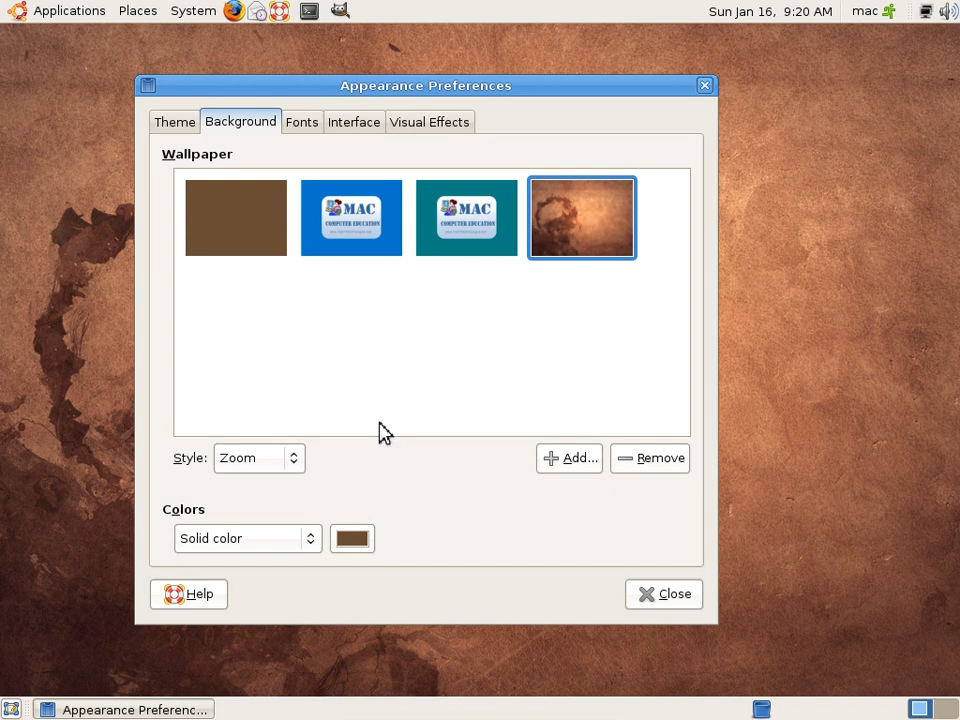 Applications Places System Sun Jan 16, 9:20 AM mac
Appearance Preferences
Theme Background Fonts Interface Visual Effects
Wallpaper
MAC MAC
COMPUTER EDUCATION COMPUTER EDUCATION
Style: Zoom Add... Remove
Colors
Solid color
Help Close
Appearance Preferenc...